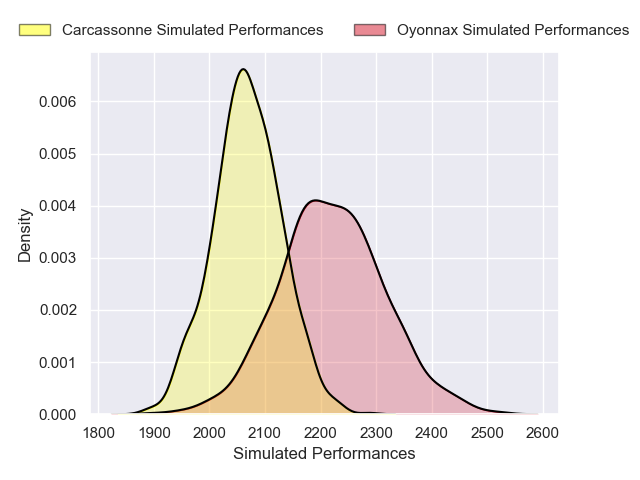 Carcassonne Simulated Performances
Oyonnax Simulated Performances
0.006
0.005
0.004
0.003
0.002
0.001
0.000
Density
1800 1900 2000 2100 2200 2300 2400 2500 2600
Simulated Performances